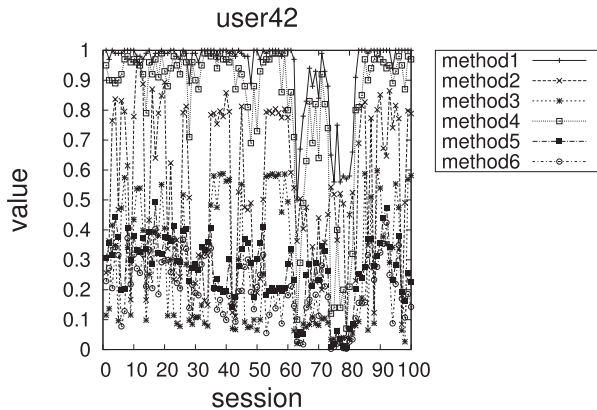 user42
value
1
0.9
0.8
0.7
0.6
0.5
0.4
0.3
0.2
0.1
0
0 10 20 30 40 50 60 70 80 90 100
session
method1
method2
method3
method4
method5
method6